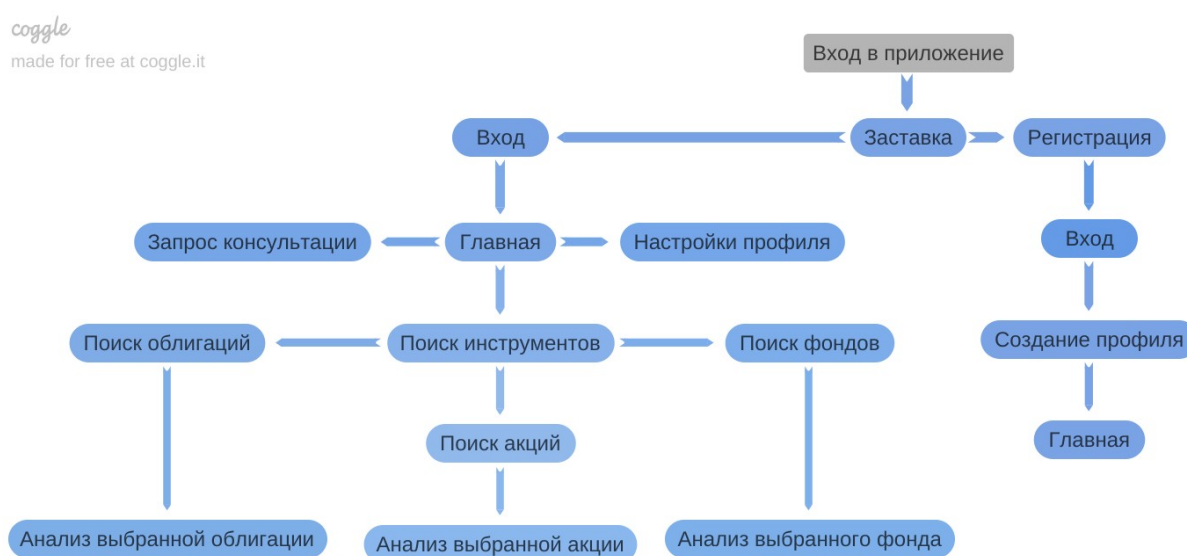 coggle
made for free at coggle.it
Вход в приложение
Вход
Заставка
Регистрация
Запрос консультации
Главная
Настройки профиля
Вход
Поиск облигаций
Поиск инструментов
Поиск фондов
Создание профиля
Поиск акций
Главная
Анализ выбранной облигации
Анализ выбранной акции
Анализ выбранного фонда